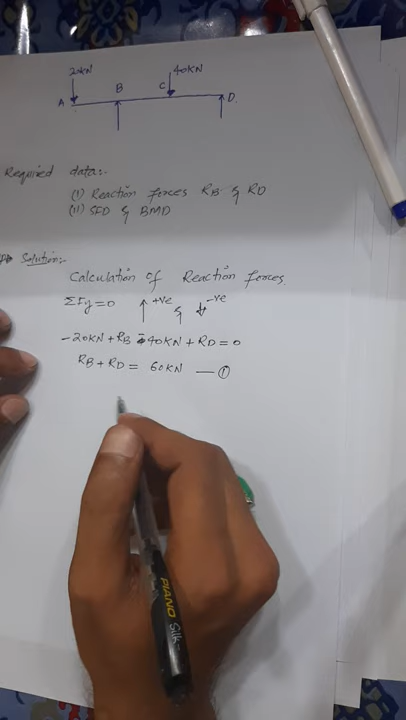 20kN 40KN
A B C D
Required data:-
(i) Reaction forces RB & RD
(ii) SFD & BMD
Solution:-
Calculation of Reaction forces
ΣFy=0 ↑+ve & ↓-ve
-20KN+RB-40KN+RD=0
RB+RD= 60KN —①
PIANO Silk